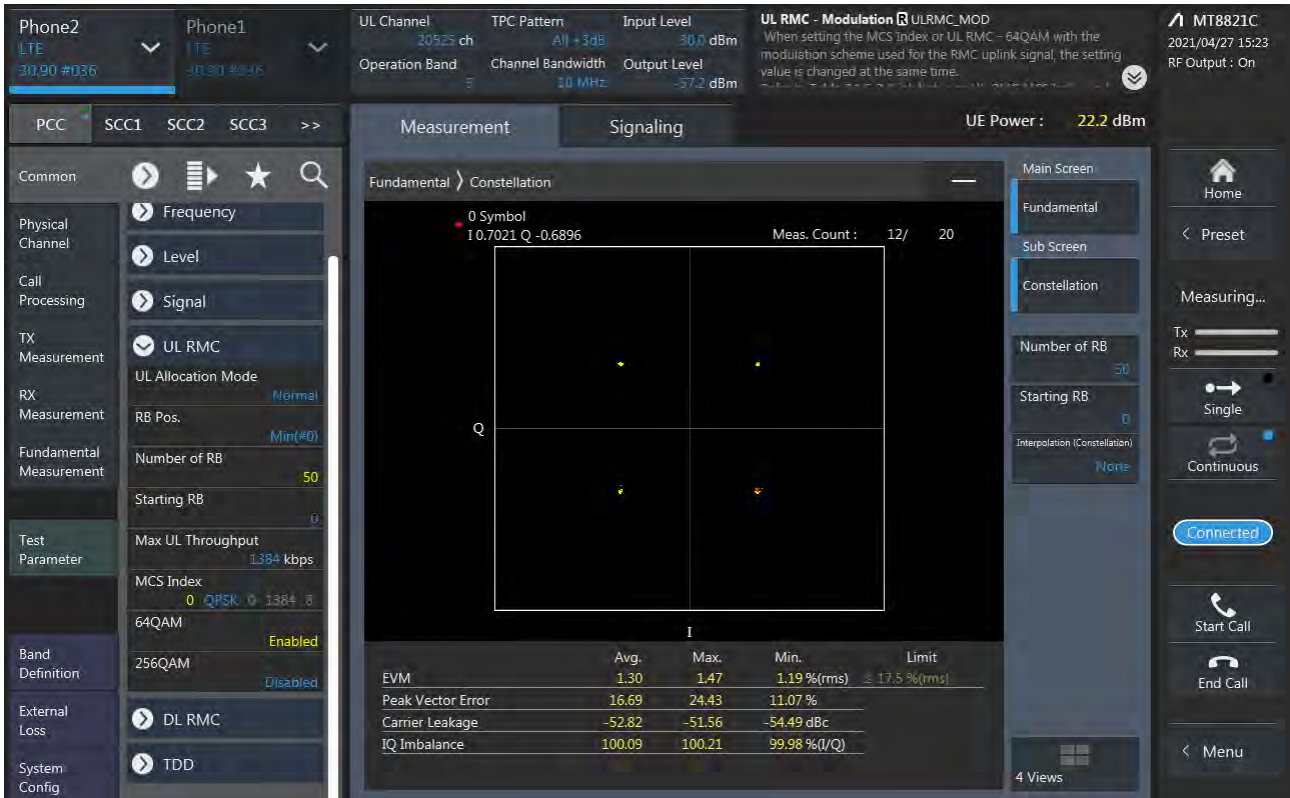 Phone2
LTE
30.90 #036
Phone1
LTE
30.90 #636
UL Channel
20525 ch
Operation Band
5
TPC Pattern
All +3dB
Channel Bandwidth
10 MHz
Input Level
30.0 dBm
Output Level
-57.2 dBm
UL RMC - Modulation R ULRMC_MOD
When setting the MCS Index or UL RMC - 64QAM with the
modulation scheme used for the RMC uplink signal, the setting
value is changed at the same time.
MT8821C
2021/04/27 15:23
RF Output : On
PCC SCC1 SCC2 SCC3 >>
Measurement
Signaling
UE Power : 22.2 dBm
Common
Physical
Channel
Call
Processing
TX
Measurement
RX
Measurement
Fundamental
Measurement
Test
Parameter
Band
Definition
External
Loss
System
Config
Frequency
Level
Signal
UL RMC
UL Allocation Mode
Normal
RB Pos.
Min(#0)
Number of RB
50
Starting RB
0
Max UL Throughput
1384 kbps
MCS Index
0 QPSK 0 1384 8
64QAM
Enabled
256QAM
Disabled
DL RMC
TDD
Fundamental 〉 Constellation
0 Symbol
I 0.7021 Q -0.6896
Meas. Count : 12/ 20
Q
I
Avg. Max. Min. Limit
EVM 1.30 1.47 1.19 %(rms) ≤ 17.5 %(rms)
Peak Vector Error 16.69 24.43 11.07 %
Carrier Leakage -52.82 -51.56 -54.49 dBc
IQ Imbalance 100.09 100.21 99.98 %(I/Q)
Main Screen
Fundamental
Sub Screen
Constellation
Number of RB
50
Starting RB
0
Interpolation (Constellation)
None
4 Views
Home
< Preset
Measuring...
Tx
Rx
Single
Continuous
Connected
Start Call
End Call
< Menu